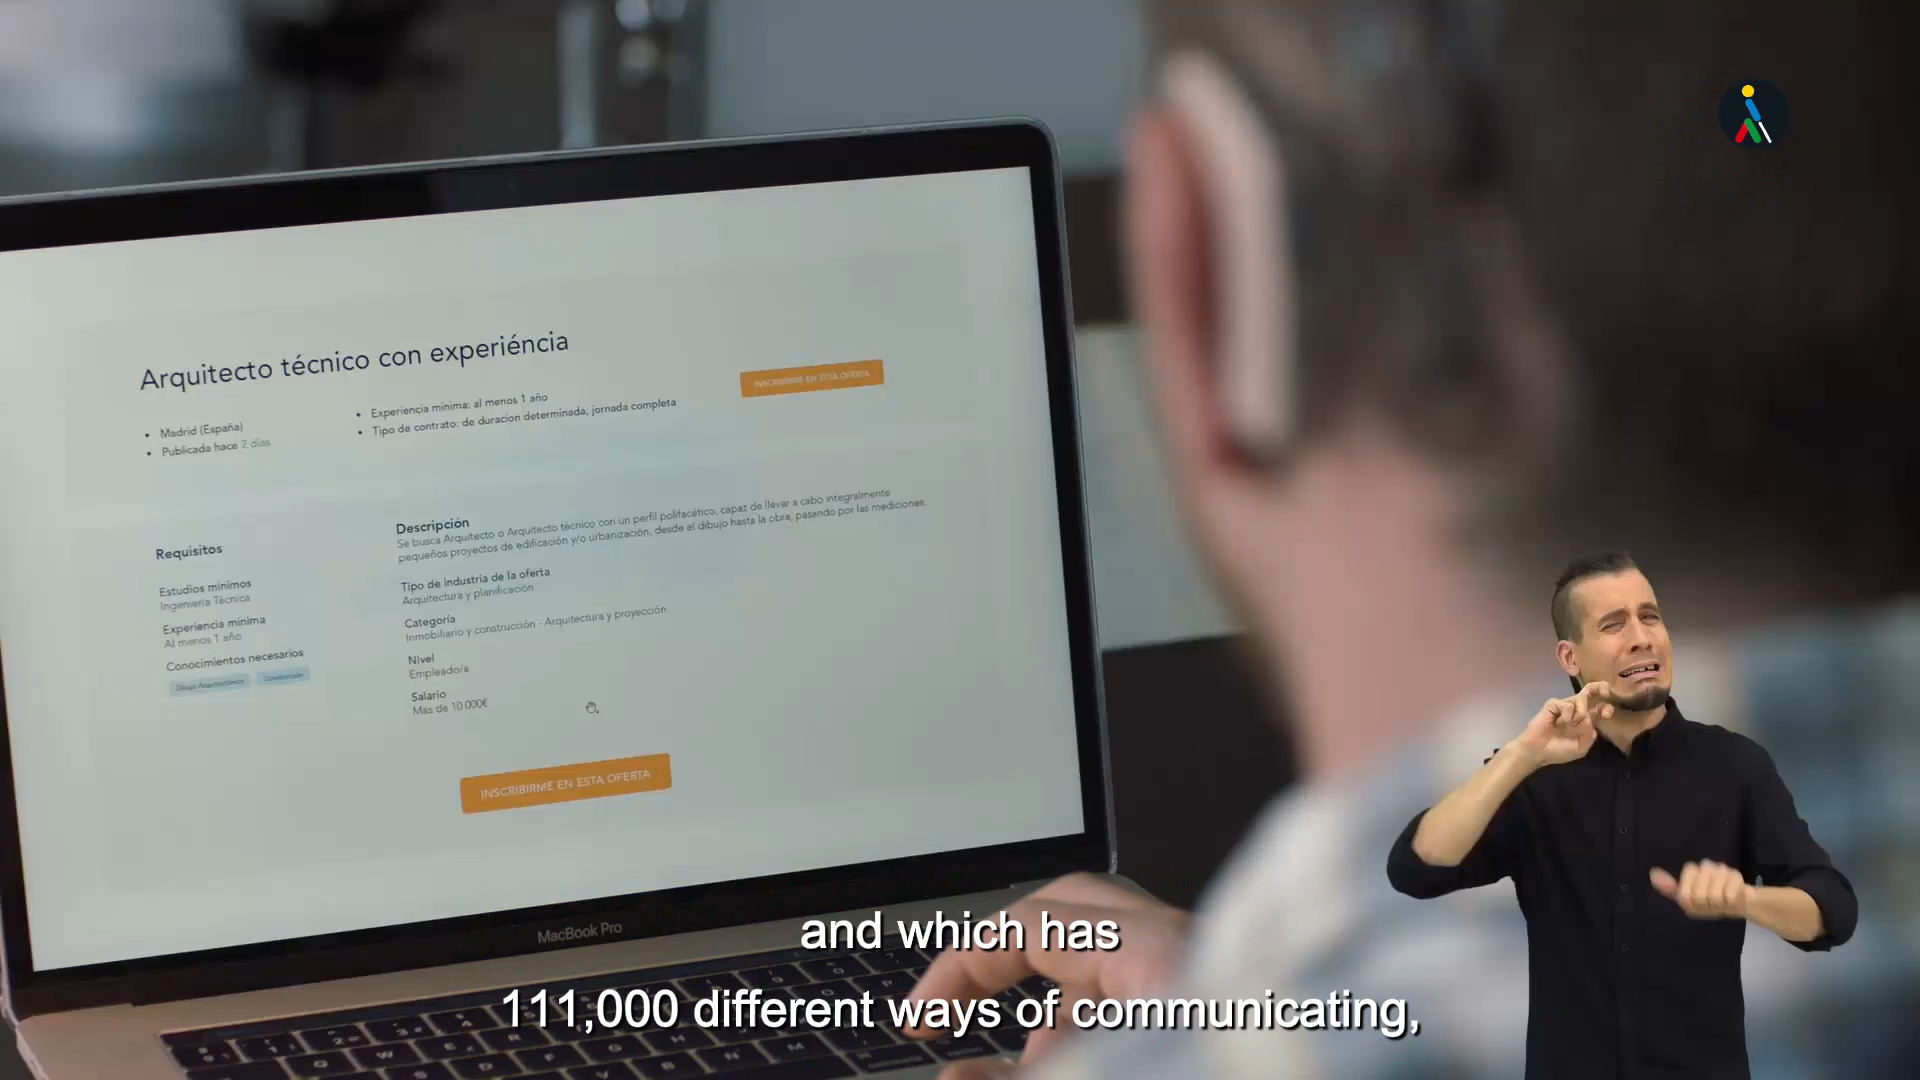 Arquitecto técnico con experiéncia
INSCRIBIRME EN ESTA OFERTA
Madrid (España)
Publicada hace 2 días
Experiencia mínima: al menos 1 año
Tipo de contrato: de duracion determinada, jornada completa
Requisitos
Estudios mínimos
Ingeniería Técnica
Experiencia mínima
Al menos 1 año
Conocimientos necesarios
Dibujo Arquitectónico
Construcción
Descripción
Se busca Arquitecto o Arquitecto técnico con un perfil polifacético, capaz de llevar a cabo integralmente
pequeños proyectos de edificación y/o urbanización, desde el dibujo hasta la obra, pasando por las mediciones.
Tipo de industria de la oferta
Arquitectura y planificación
Categoría
Inmobiliario y construcción - Arquitectura y proyección
Nivel
Empleado/a
Salario
Más de 10.000€
INSCRIBIRME EN ESTA OFERTA
MacBook Pro
and which has
111,000 different ways of communicating,